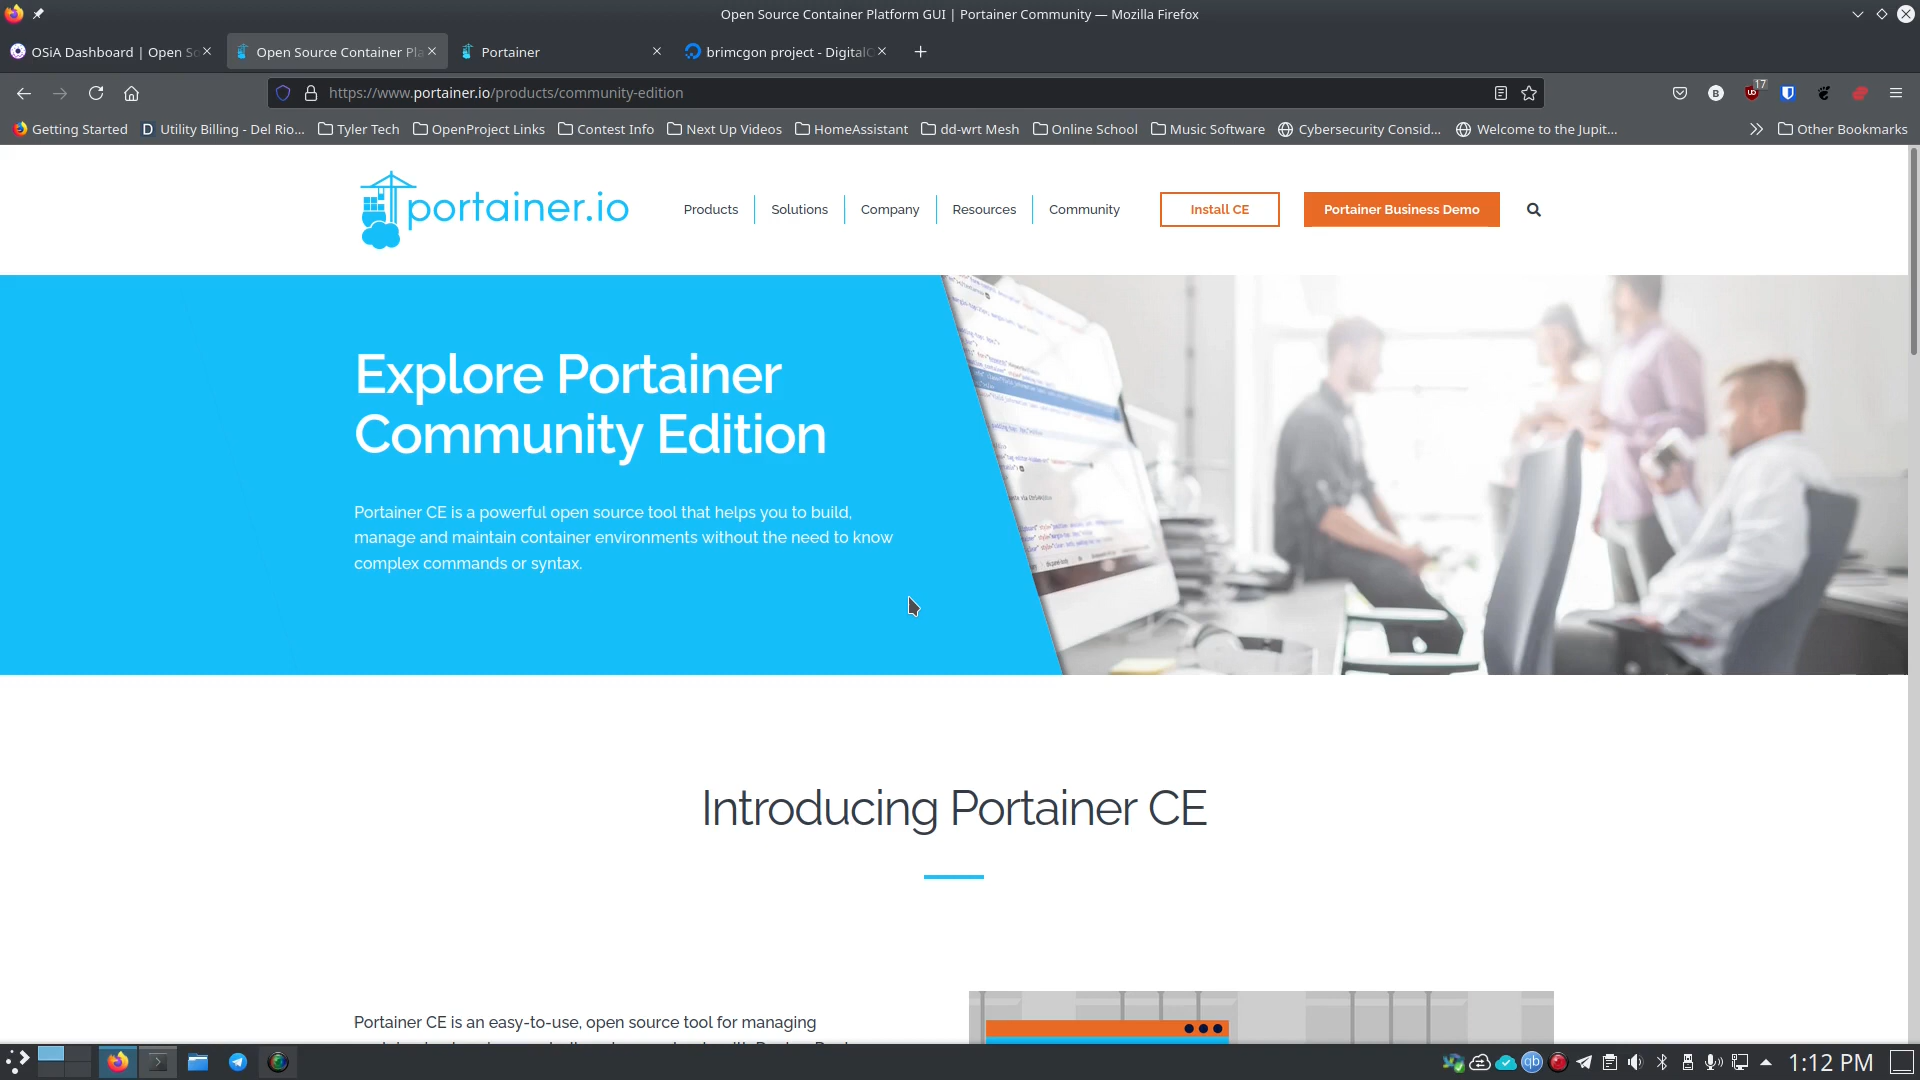 Open Source Container Platform GUI | Portainer Community — Mozilla Firefox
OSiA Dashboard | Open So
Open Source Container Pla
Portainer
brimcgon project - DigitalO
https://www.portainer.io/products/community-edition
17
Getting Started
Utility Billing - Del Rio...
Tyler Tech
OpenProject Links
Contest Info
Next Up Videos
HomeAssistant
dd-wrt Mesh
Online School
Music Software
Cybersecurity Consid...
Welcome to the Jupit...
Other Bookmarks
portainer.io
Products
Solutions
Company
Resources
Community
Install CE
Portainer Business Demo
Explore Portainer
Community Edition
Portainer CE is a powerful open source tool that helps you to build,
manage and maintain container environments without the need to know
complex commands or syntax.
Introducing Portainer CE
Portainer CE is an easy-to-use, open source tool for managing
qb
1:12 PM